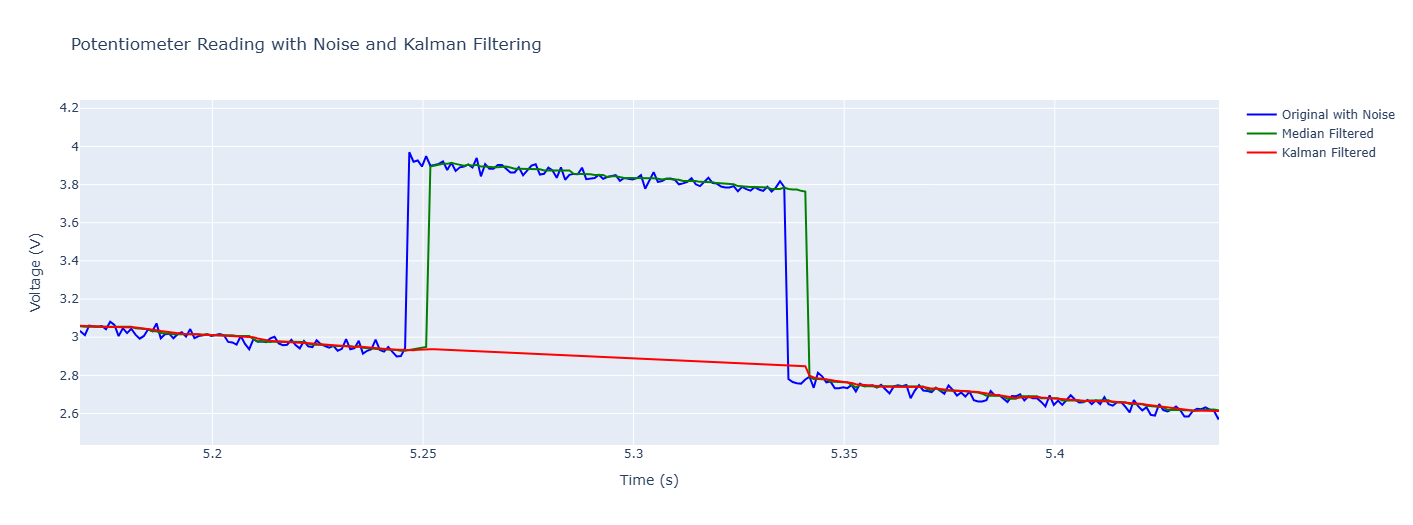 Potentiometer Reading with Noise and Kalman Filtering
Original with Noise
Median Filtered
Kalman Filtered
Voltage (V)
4.2
4
3.8
3.6
3.4
3.2
3
2.8
2.6
5.2
5.25
5.3
5.35
5.4
Time (s)